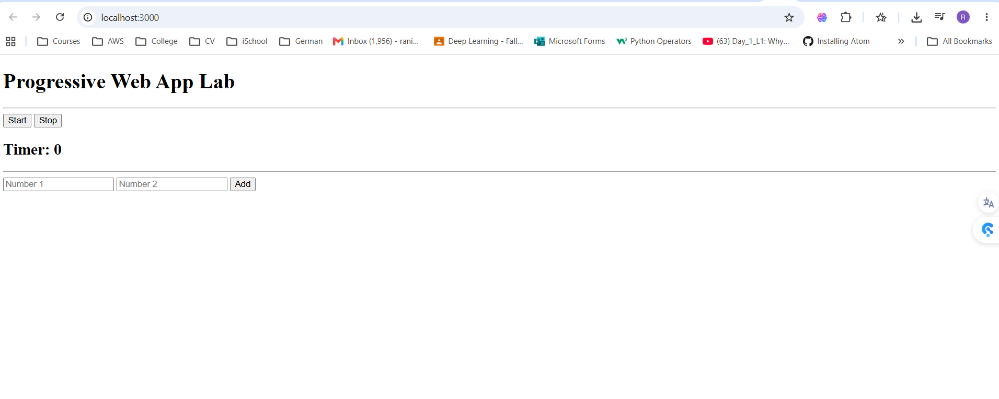 localhost:3000
R
Courses AWS College CV iSchool German Inbox (1,956) - rani... Deep Learning - Fall... Microsoft Forms Python Operators (63) Day_1_L1: Why... Installing Atom » All Bookmarks
Progressive Web App Lab
Start Stop
Timer: 0
Number 1 Number 2 Add